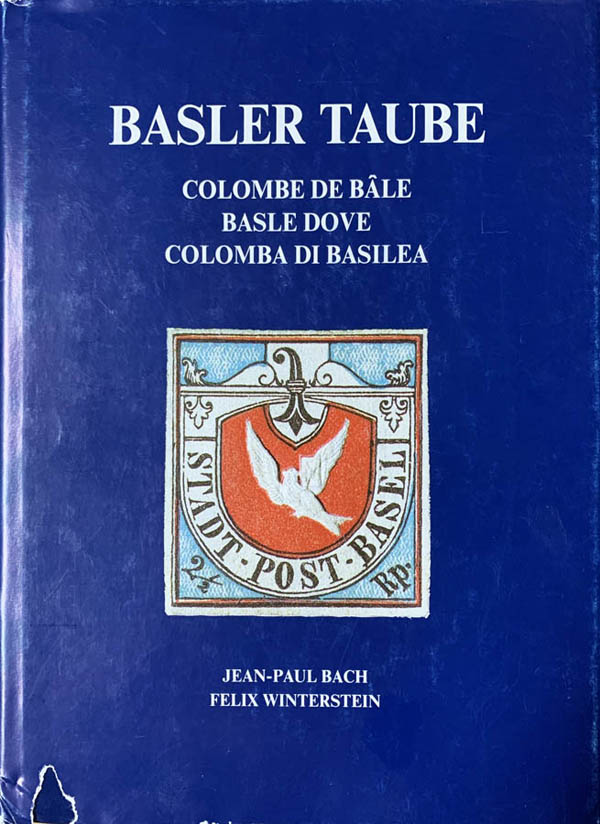 BASLER TAUBE
COLOMBE DE BÂLE
BASLE DOVE
COLOMBA DI BASILEA
STADT-POST-BASEL
2½ Rp.
JEAN-PAUL BACH
FELIX WINTERSTEIN